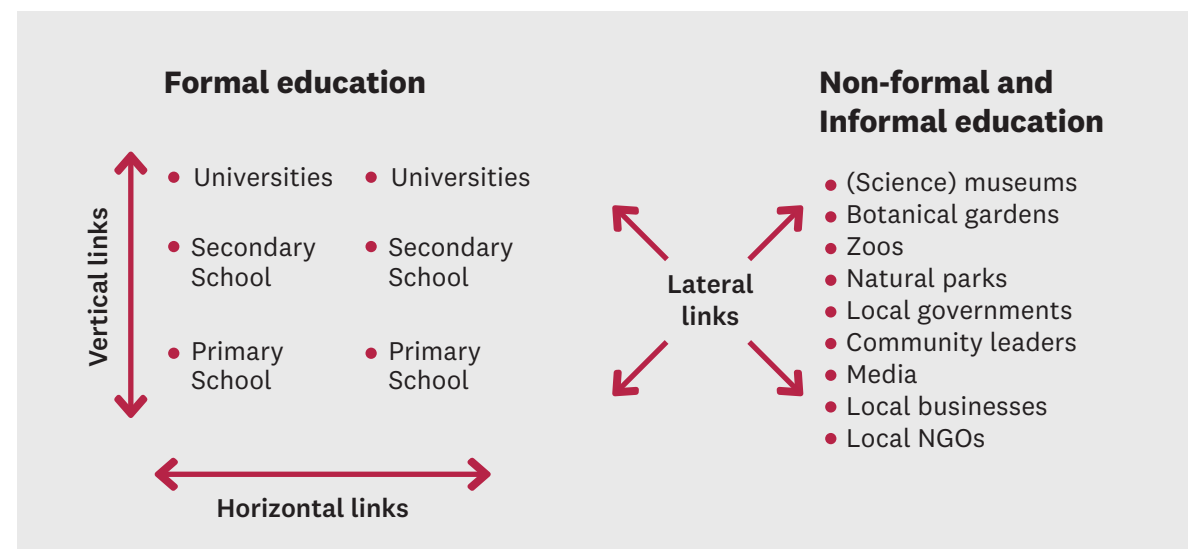 Formal education
Vertical links
• Universities
• Secondary
School
• Primary
School
• Universities
• Secondary
School
• Primary
School
Horizontal links
Lateral
links
Non-formal and
Informal education
• (Science) museums
• Botanical gardens
• Zoos
• Natural parks
• Local governments
• Community leaders
• Media
• Local businesses
• Local NGOs